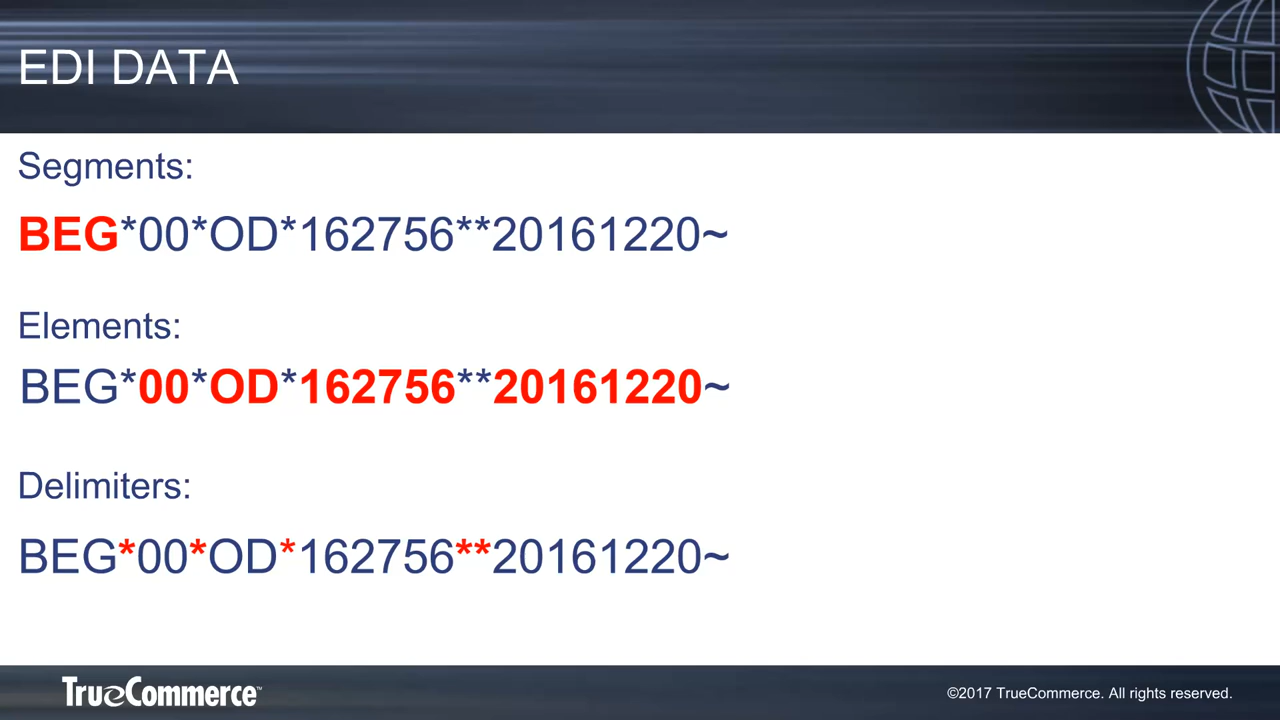 EDI DATA
Segments:
BEG*00*OD*162756**20161220~
Elements:
BEG*00*OD*162756**20161220~
Delimiters:
BEG*00*OD*162756**20161220~
TrueCommerce™
©2017 TrueCommerce. All rights reserved.